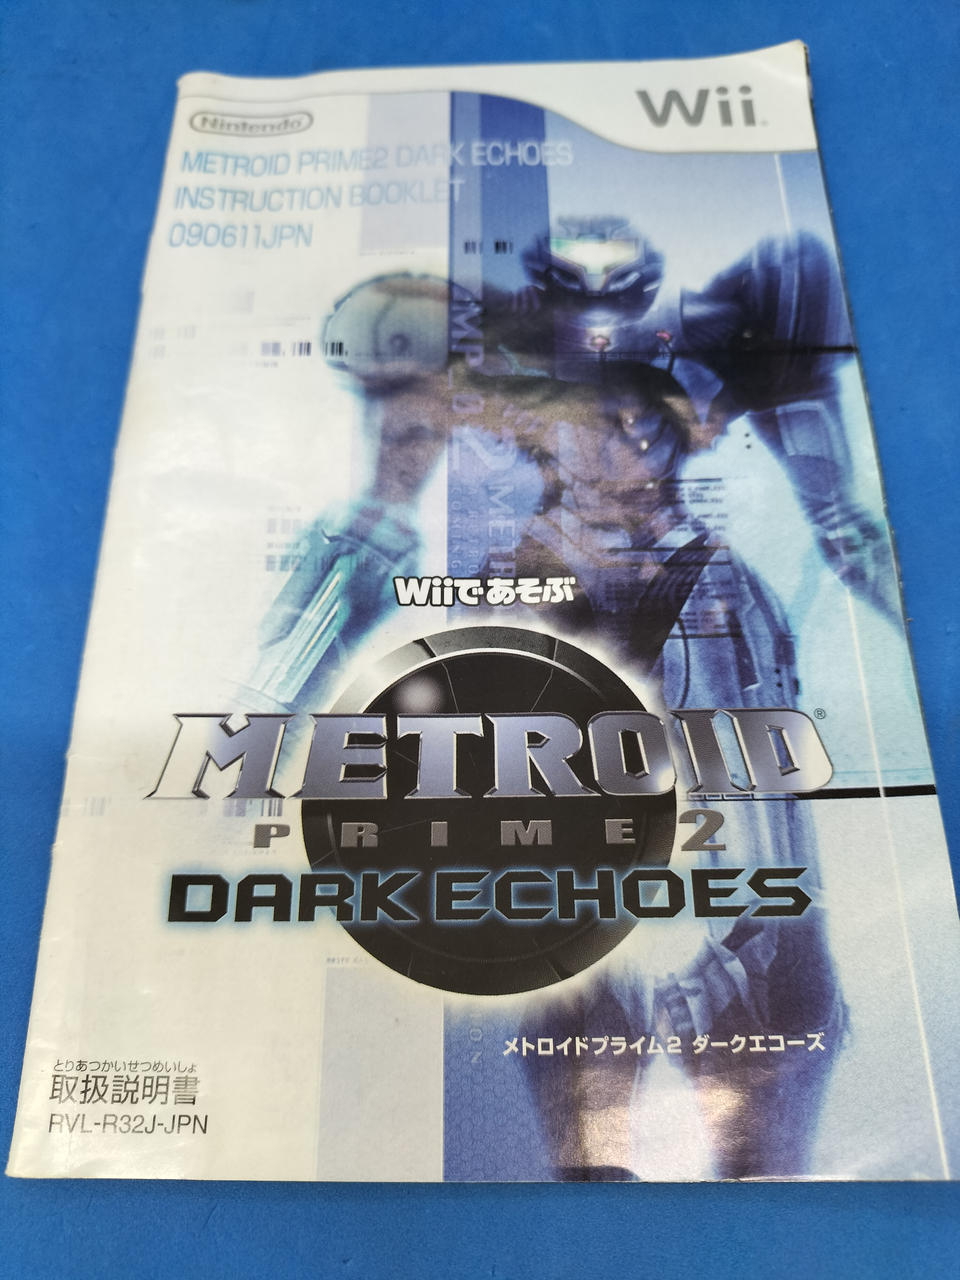 Nintendo
Wii
METROID PRIME2 DARK ECHOES
INSTRUCTION BOOKLET
090611JPN
Wiiであそぶ
METROID®
PRIME 2
DARK ECHOES
メトロイドプライム2 ダークエコーズ
とりあつかいせつめいしょ
取扱説明書
RVL-R32J-JPN